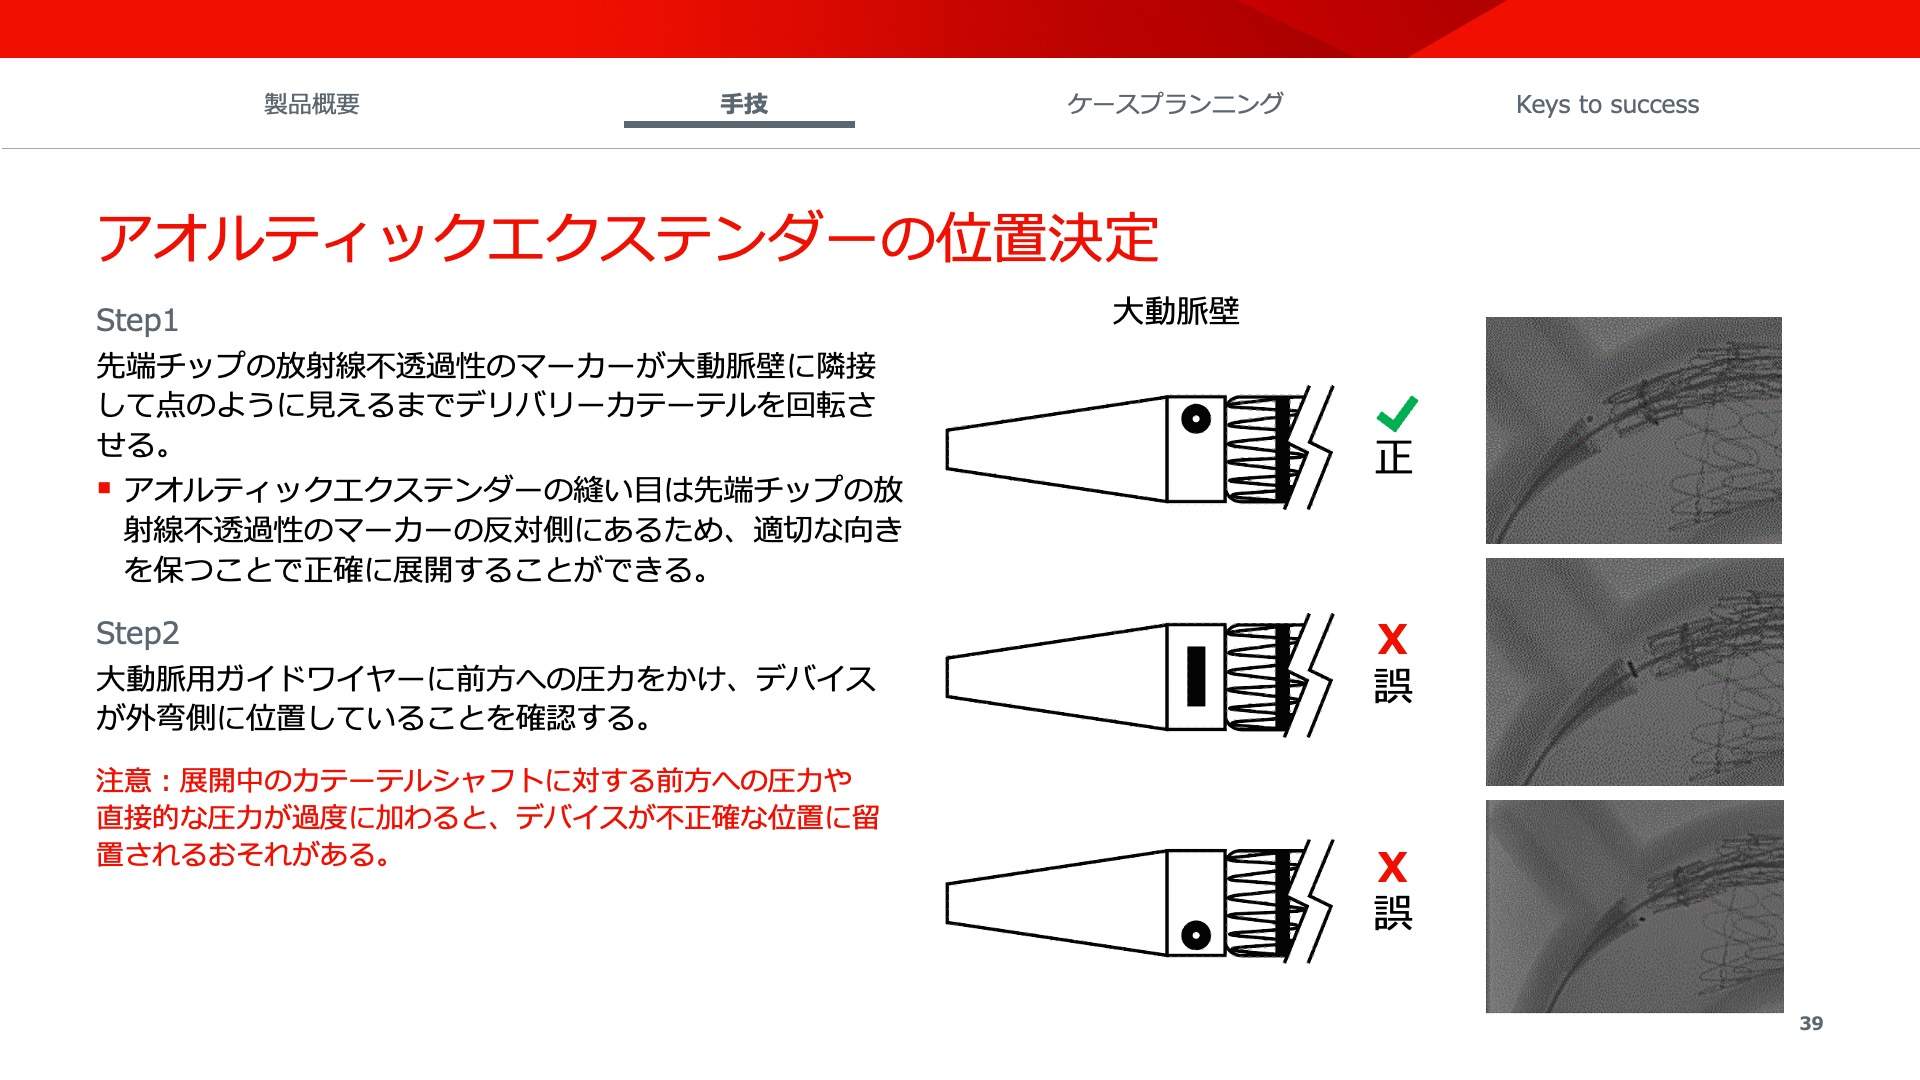 製品概要
手技
ケースプランニング
Keys to success
アオルティックエクステンダーの位置決定
Step1
先端チップの放射線不透過性のマーカーが大動脈壁に隣接
して点のように見えるまでデリバリーカテーテルを回転さ
せる。
▪ アオルティックエクステンダーの縫い目は先端チップの放
射線不透過性のマーカーの反対側にあるため、適切な向き
を保つことで正確に展開することができる。
Step2
大動脈用ガイドワイヤーに前方への圧力をかけ、デバイス
が外弯側に位置していることを確認する。
注意：展開中のカテーテルシャフトに対する前方への圧力や
直接的な圧力が過度に加わると、デバイスが不正確な位置に留
置されるおそれがある。
大動脈壁
正
X
誤
X
誤
39